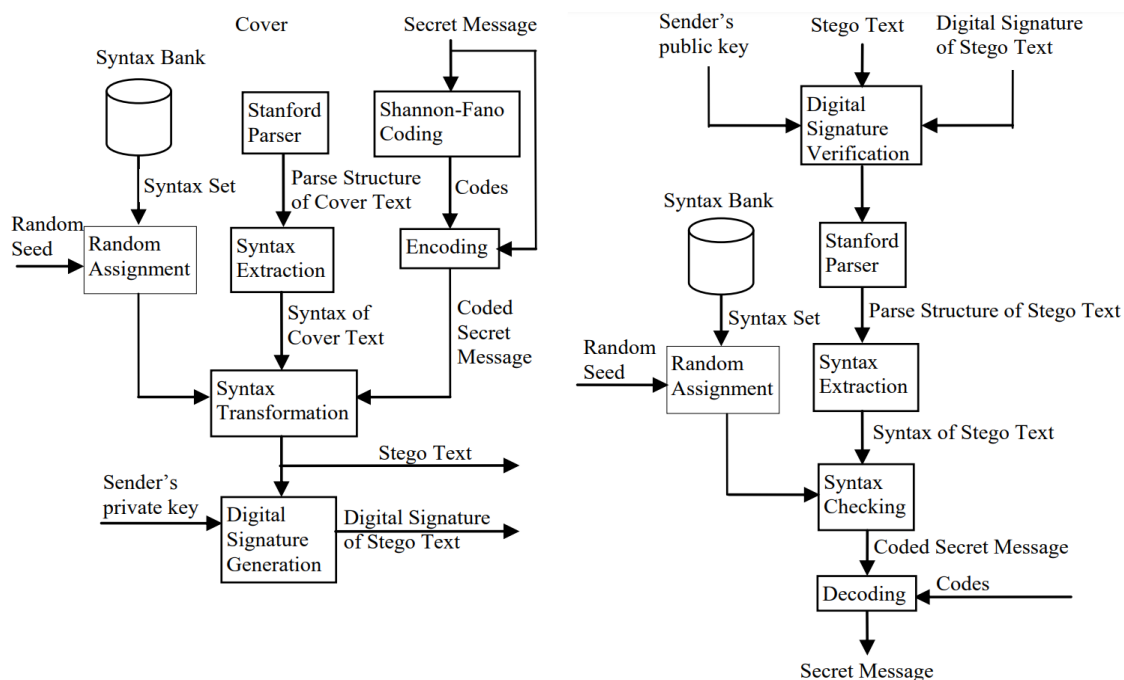 Cover
Secret Message
Syntax Bank
Stanford
Parser
Shannon-Fano
Coding
Syntax Set
Parse Structure
of Cover Text
Codes
Random
Seed
Random
Assignment
Syntax
Extraction
Encoding
Syntax of
Cover Text
Coded
Secret
Message
Syntax
Transformation
Stego Text
Sender's
private key
Digital
Signature
Generation
Digital Signature
of Stego Text
Sender's
public key
Stego Text
Digital Signature
of Stego Text
Digital
Signature
Verification
Syntax Bank
Stanford
Parser
Syntax Set
Parse Structure of Stego Text
Random
Seed
Random
Assignment
Syntax
Extraction
Syntax of Stego Text
Syntax
Checking
Coded Secret Message
Decoding
Codes
Secret Message